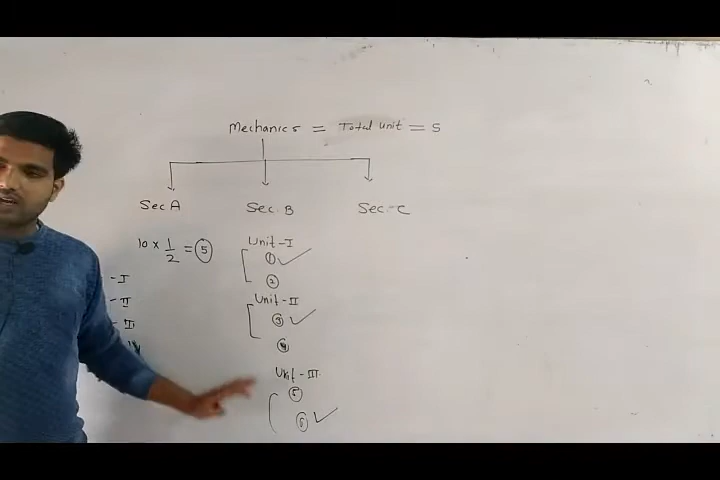 Mechanics = Total unit = 5
Sec A
Sec. B
Sec-C
10 × 1/2 = 5
- I
- II
- III
Unit-I
1 ✓
2
Unit-II
3 ✓
4
Unit-III
5
6 ✓